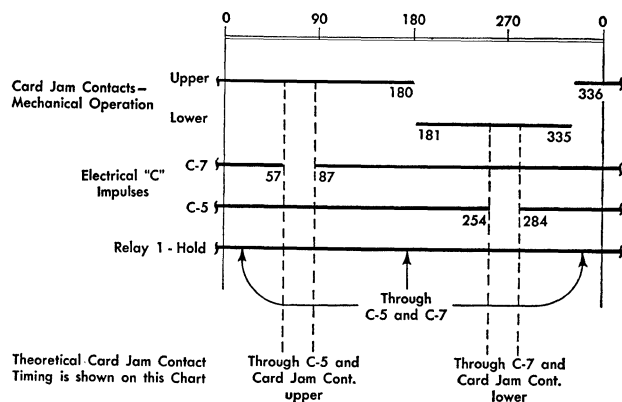 0 90 180 270 0
Card Jam Contacts—
Mechanical Operation
Upper
180 336
Lower
181 335
Electrical "C"
Impulses
C-7
57 87
C-5
254 284
Relay 1 - Hold
Through
C-5 and C-7
Theoretical Card Jam Contact
Timing is shown on this Chart
Through C-5 and
Card Jam Cont.
upper
Through C-7 and
Card Jam Cont.
lower